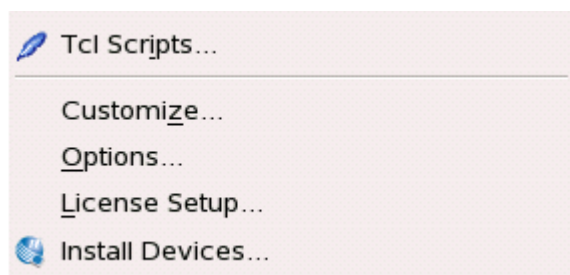 Tcl Scripts...
Customize...
Options...
License Setup...
Install Devices...